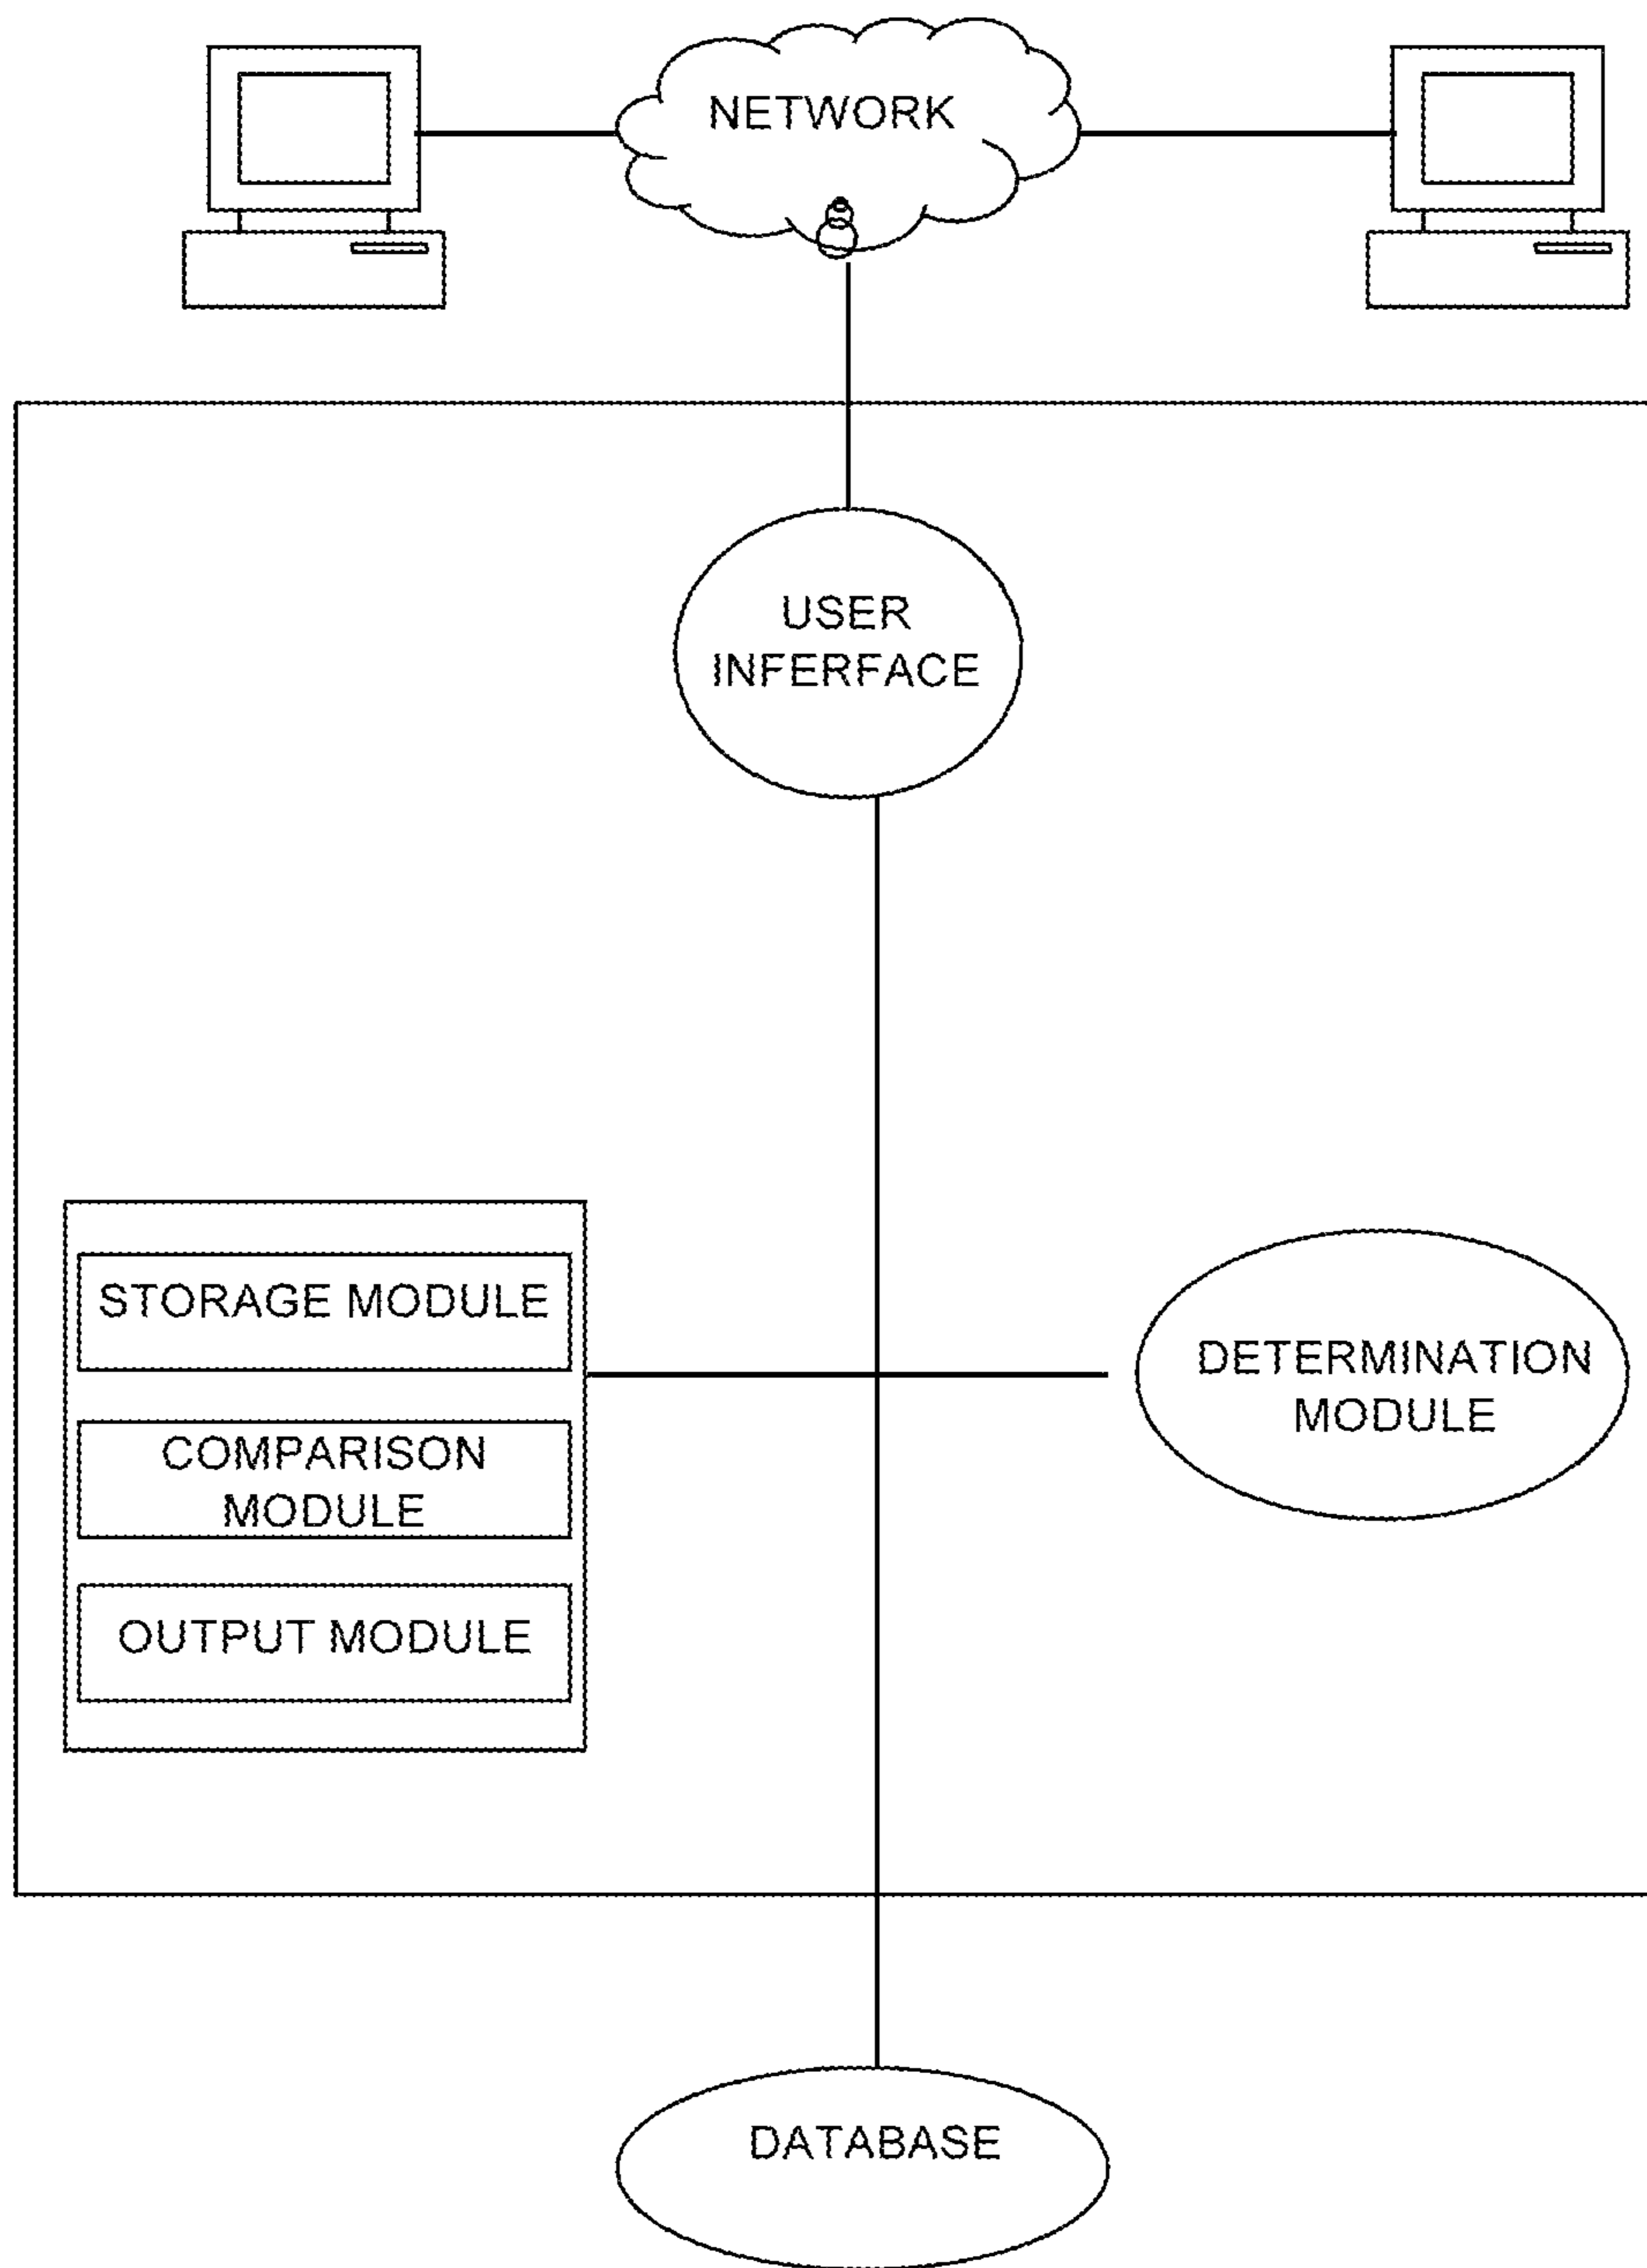 NETWORK
USER
INFERFACE
STORAGE MODULE
COMPARISON
MODULE
OUTPUT MODULE
DETERMINATION
MODULE
DATABASE